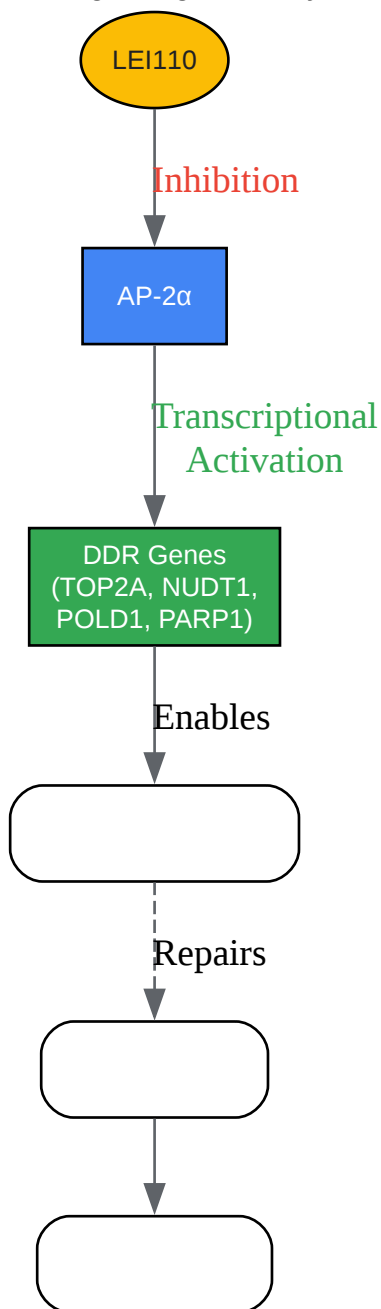 LEI110
Inhibition
AP-2α
Transcriptional
Activation
DDR Genes
(TOP2A, NUDT1,
POLD1, PARP1)
Enables
Repairs